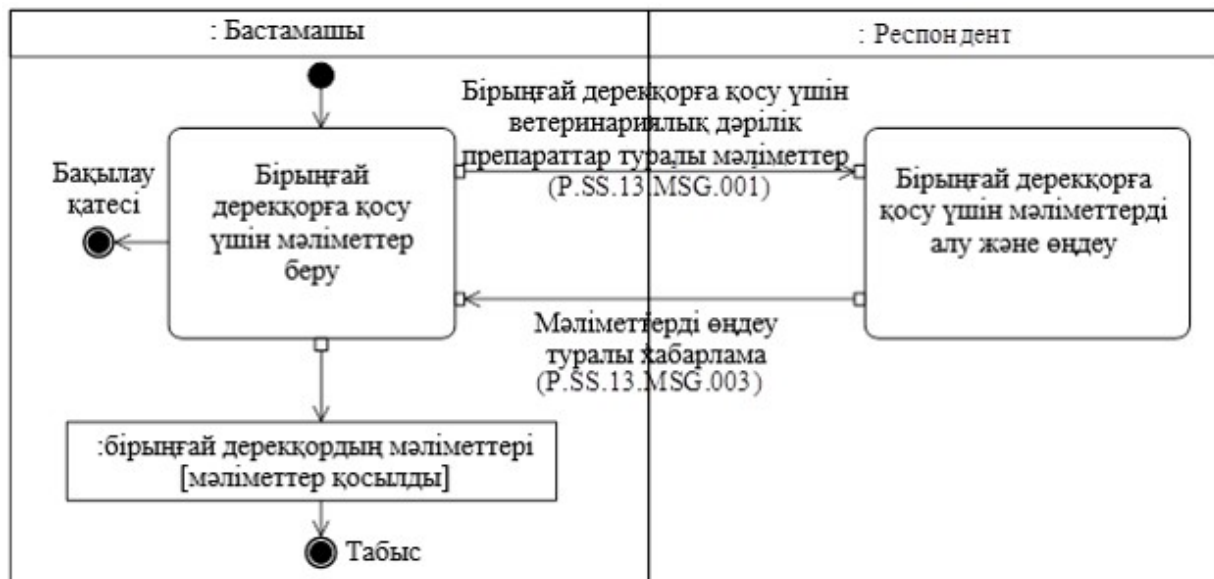 : Бастамашы
: Респондент
Бірыңғай дерекқорға қосу үшін
ветеринариялық дәрілік
препараттар туралы мәліметтер
(P.SS.13.MSG.001)
Бақылау
қатесі
Бірыңғай
дерекқорға қосу
үшін мәліметтер
беру
Бірыңғай дерекқорға
қосу үшін мәліметтерді
алу және өңдеу
Мәліметтерді өңдеу
туралы хабарлама
(P.SS.13.MSG.003)
:бірыңғай дерекқордың мәліметтері
[мәліметтер қосылды]
Табыс